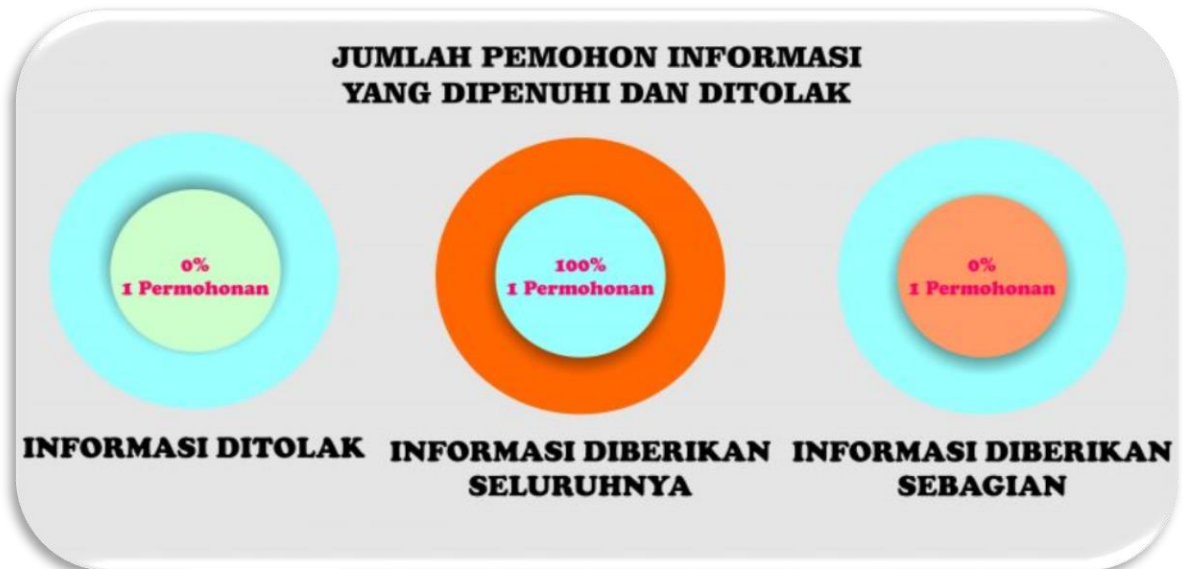 JUMLAH PEMOHON INFORMASI
YANG DIPENUHI DAN DITOLAK
0%
1 Permohonan
INFORMASI DITOLAK
100%
1 Permohonan
INFORMASI DIBERIKAN
SELURUHNYA
0%
1 Permohonan
INFORMASI DIBERIKAN
SEBAGIAN